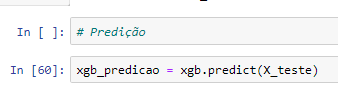 In [ ]: # Predição
In [60]: xgb_predicao = xgb.predict(X_teste)